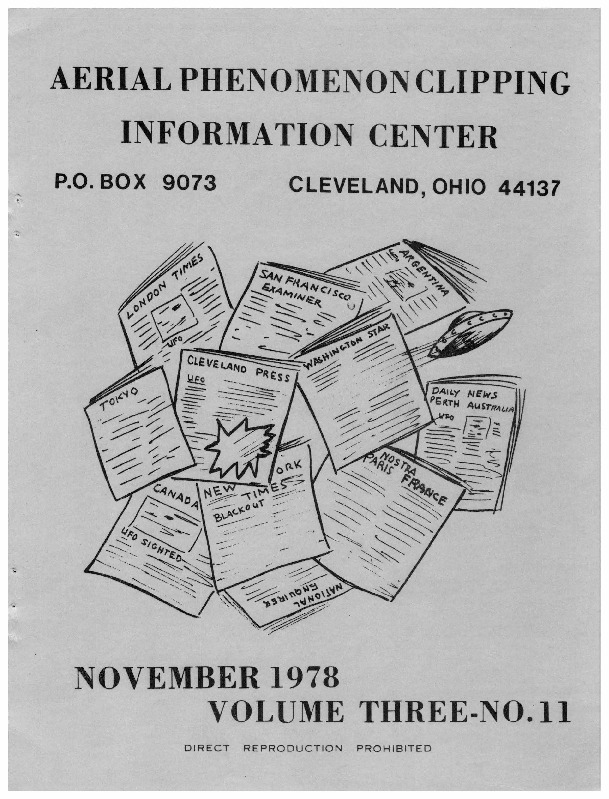 AERIAL PHENOMENON CLIPPING
INFORMATION CENTER
P.O. BOX 9073 CLEVELAND, OHIO 44137
LONDON TIMES
UFO
SAN FRANCISCO
EXAMINER
ARGENTINA
WASHINGTON STAR
CLEVELAND PRESS
UFO
TOKYO
DAILY NEWS
PERTH AUSTRALIA
UFO
NOSTRA
PARIS FRANCE
CANADA
UFO SIGHTED
NEW YORK
TIMES
BLACKOUT
NATIONAL
ENQUIRER
NOVEMBER 1978
VOLUME THREE-NO. 11
DIRECT REPRODUCTION PROHIBITED